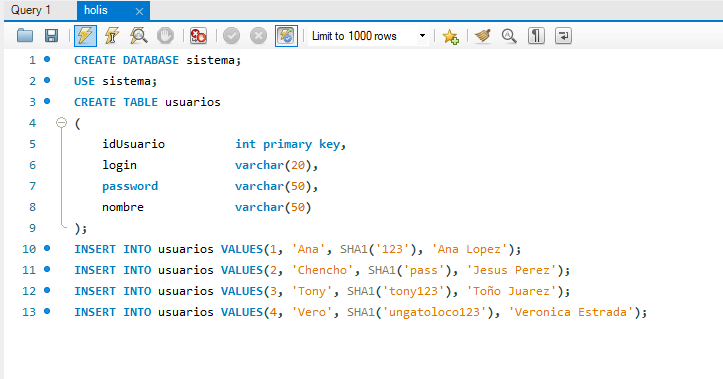 Query 1 holis
Limit to 1000 rows
1 CREATE DATABASE sistema;
2 USE sistema;
3 CREATE TABLE usuarios
4 (
5 idUsuario int primary key,
6 login varchar(20),
7 password varchar(50),
8 nombre varchar(50)
9 );
10 INSERT INTO usuarios VALUES(1, 'Ana', SHA1('123'), 'Ana Lopez');
11 INSERT INTO usuarios VALUES(2, 'Chencho', SHA1('pass'), 'Jesus Perez');
12 INSERT INTO usuarios VALUES(3, 'Tony', SHA1('tony123'), 'Toño Juarez');
13 INSERT INTO usuarios VALUES(4, 'Vero', SHA1('ungatoloco123'), 'Veronica Estrada');